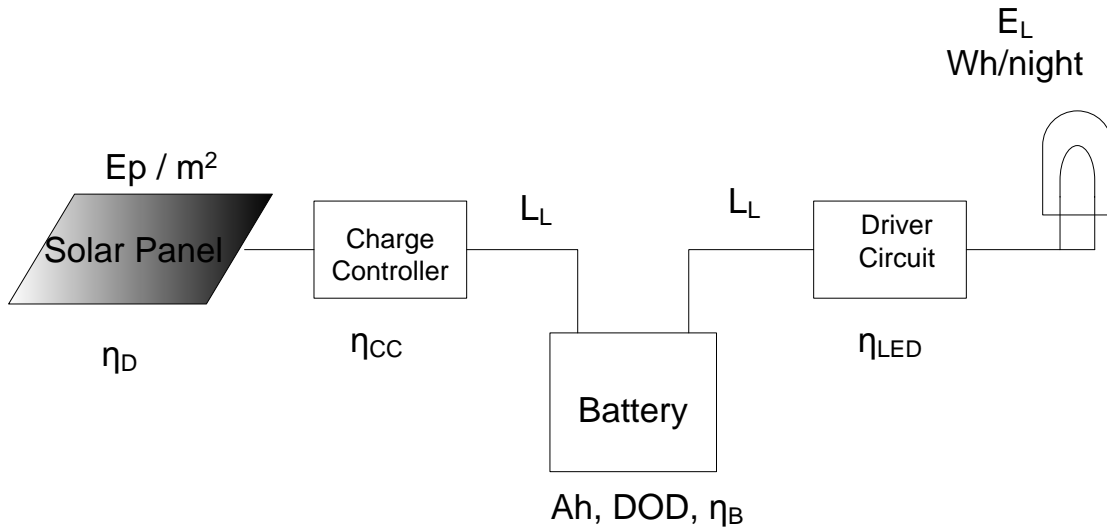 E_L
Wh/night
Ep / m²
Solar Panel
Charge
Controller
L_L
L_L
Driver
Circuit
η_D
η_CC
η_LED
Battery
Ah, DOD, η_B